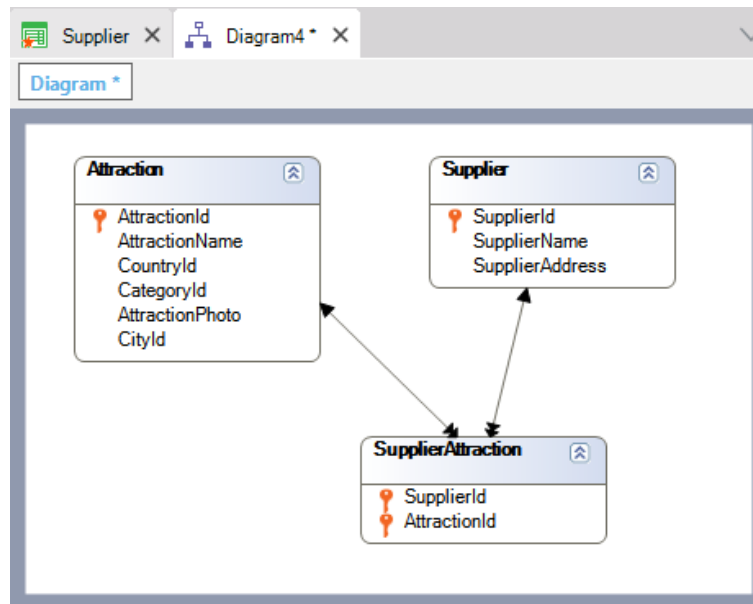 Supplier
Diagram4 *
Diagram *
Attraction
AttractionId
AttractionName
CountryId
CategoryId
AttractionPhoto
CityId
Supplier
SupplierId
SupplierName
SupplierAddress
SupplierAttraction
SupplierId
AttractionId